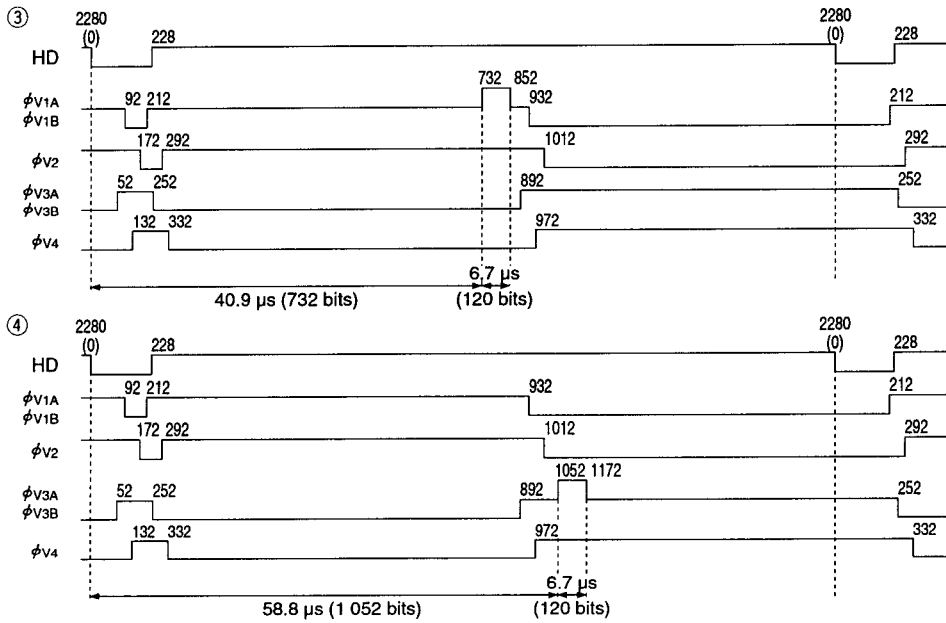 ③
2280 2280
(0) 228 (0) 228
HD
732 852
φV1A 92 212 932 212
φV1B
172 292 1012 292
φV2
φV3A 52 252 892 252
φV3B
132 332 972 332
φV4
6.7 μs
40.9 μs (732 bits) (120 bits)
④
2280 2280
(0) 228 (0) 228
HD
φV1A 92 212 932 212
φV1B
172 292 1012 292
φV2
1052 1172
φV3A 52 252 892 252
φV3B
132 332 972 332
φV4
6.7 μs
58.8 μs (1 052 bits) (120 bits)